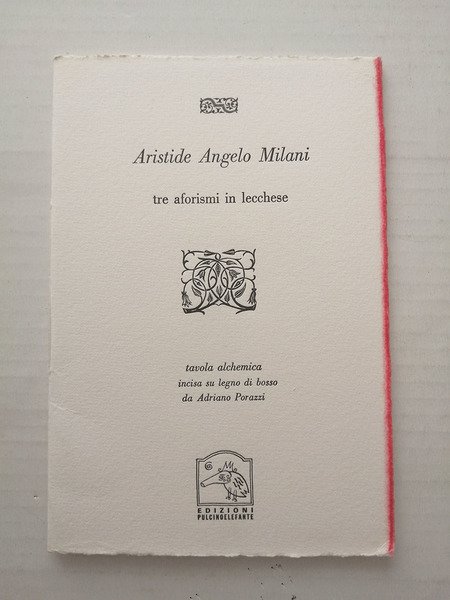 Aristide Angelo Milani
tre aforismi in lecchese
tavola alchemica
incisa su legno di bosso
da Adriano Porazzi
EDIZIONI
PULCINOELEFANTE